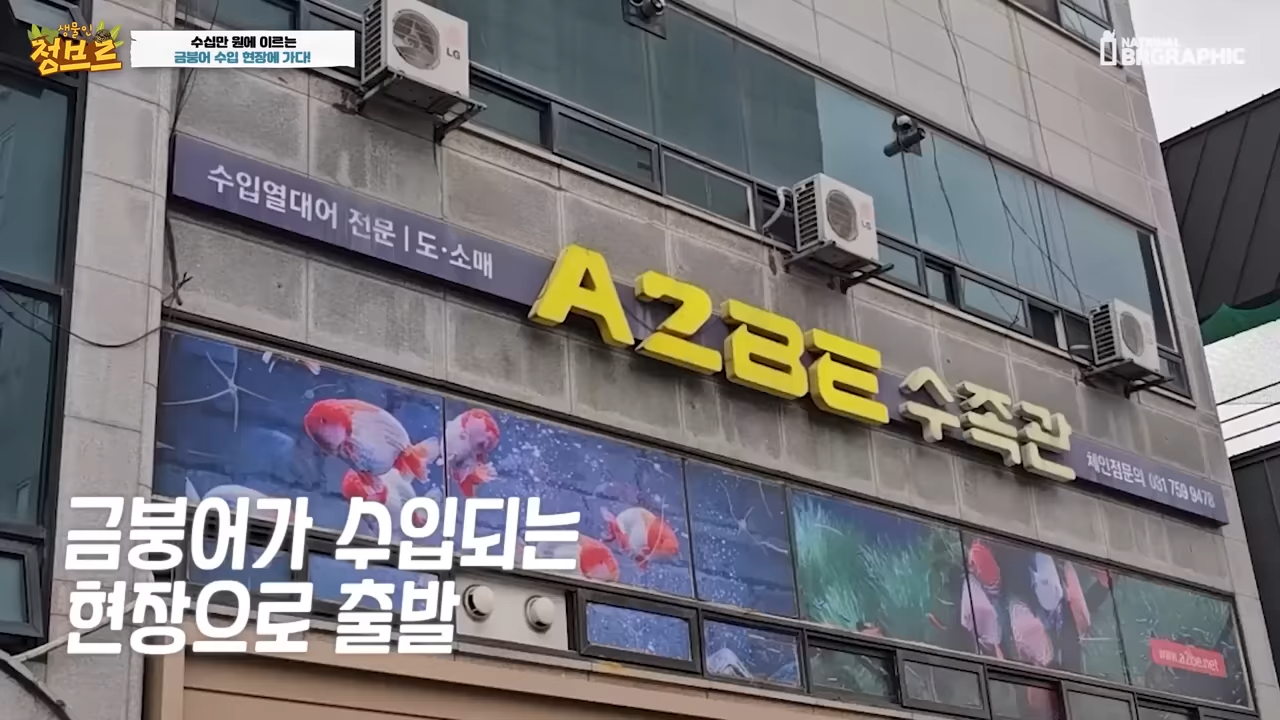 생물인
정브르
수십만 원에 이르는
금붕어 수입 현장에 가다!
NATIONAL
BRGRAPHIC
LG
LG
수입열대어 전문 | 도·소매
A2BE 수족관
체인점문의 031 759 9478
금붕어가 수입되는
현장으로 출발
www.a2be.net